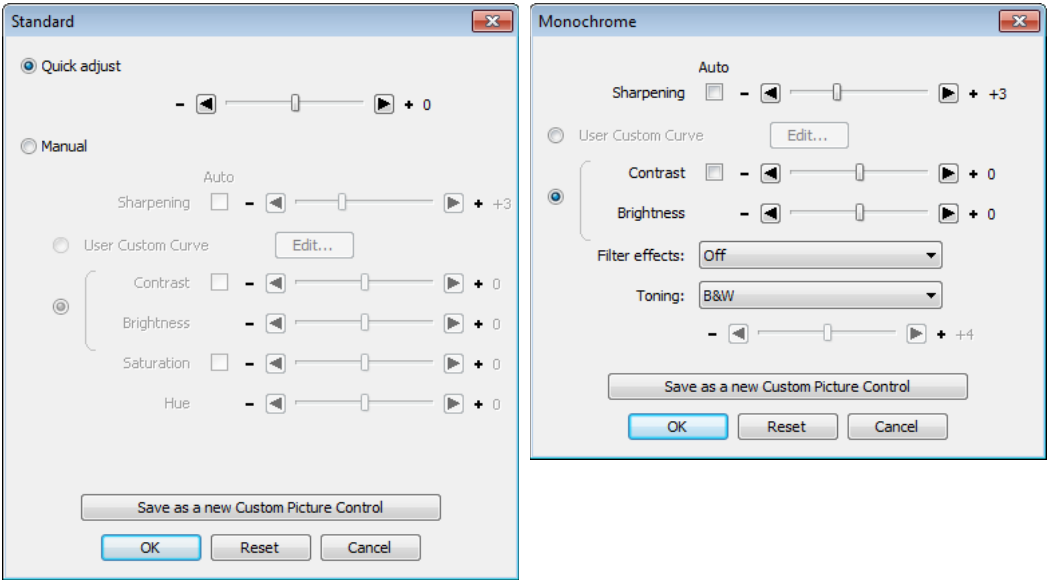 Standard
Quick adjust
- + 0
Manual
Auto
Sharpening - + +3
User Custom Curve Edit...
Contrast - + 0
Brightness - + 0
Saturation - + 0
Hue - + 0
Save as a new Custom Picture Control
OK Reset Cancel
Monochrome
Auto
Sharpening - + +3
User Custom Curve Edit...
Contrast - + 0
Brightness - + 0
Filter effects: Off
Toning: B&W
- + +4
Save as a new Custom Picture Control
OK Reset Cancel